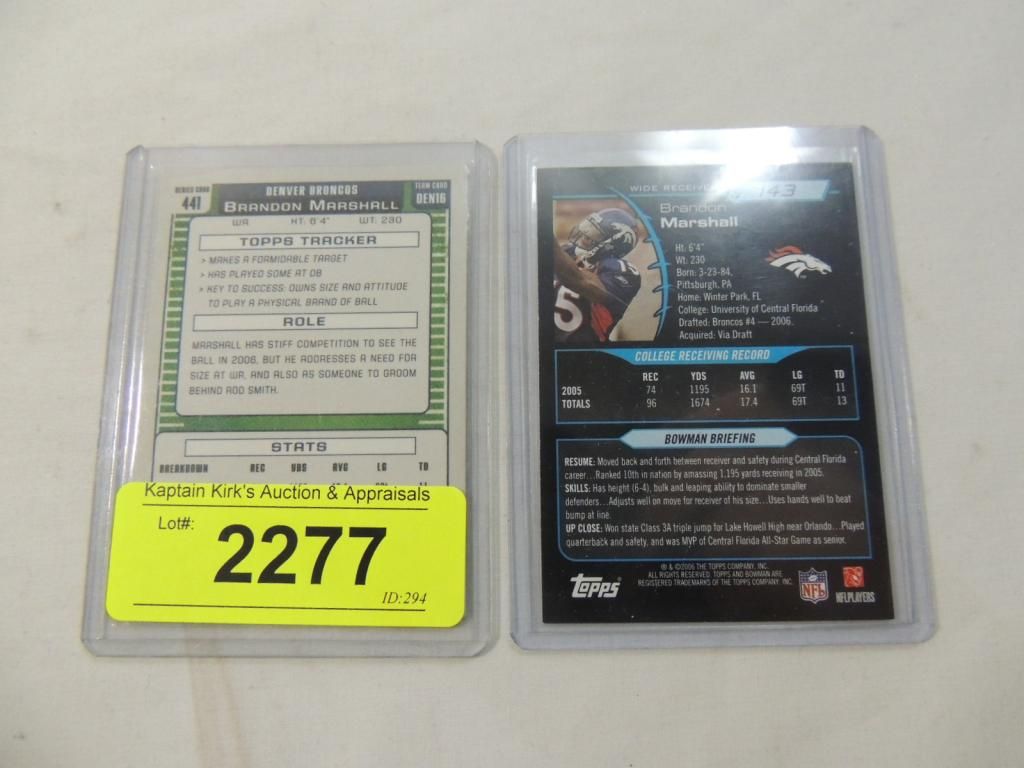 SERIES CARD
441
DENVER BRONCOS
BRANDON MARSHALL
TEAM CARD
DEN16
WR HT: 6'4" WT: 230
TOPPS TRACKER
> MAKES A FORMIDABLE TARGET
> HAS PLAYED SOME AT DB
> KEY TO SUCCESS: OWNS SIZE AND ATTITUDE
TO PLAY A PHYSICAL BRAND OF BALL
ROLE
MARSHALL HAS STIFF COMPETITION TO SEE THE
BALL IN 2006, BUT HE ADDRESSES A NEED FOR
SIZE AT WR, AND ALSO AS SOMEONE TO GROOM
BEHIND ROD SMITH.
STATS
BREAKDOWN REC YDS AVG LG TD
Kaptain Kirk's Auction & Appraisals
Lot#:
2277
ID:294
WIDE RECEIVER
143
Brandon
Marshall
Ht: 6'4"
Wt: 230
Born: 3-23-84,
Pittsburgh, PA
Home: Winter Park, FL
College: University of Central Florida
Drafted: Broncos #4 — 2006.
Acquired: Via Draft
COLLEGE RECEIVING RECORD
REC YDS AVG LG TD
2005 74 1195 16.1 69T 11
TOTALS 96 1674 17.4 69T 13
BOWMAN BRIEFING
RESUME: Moved back and forth between receiver and safety during Central Florida
career...Ranked 10th in nation by amassing 1,195 yards receiving in 2005.
SKILLS: Has height (6-4), bulk and leaping ability to dominate smaller
defenders...Adjusts well on move for receiver of his size...Uses hands well to beat
bump at line.
UP CLOSE: Won state Class 3A triple jump for Lake Howell High near Orlando...Played
quarterback and safety, and was MVP of Central Florida All-Star Game as senior.
® & ©2006 THE TOPPS COMPANY, INC.
ALL RIGHTS RESERVED. TOPPS AND BOWMAN ARE
REGISTERED TRADEMARKS OF THE TOPPS COMPANY, INC.
topps
NFL
NFLPLAYERS